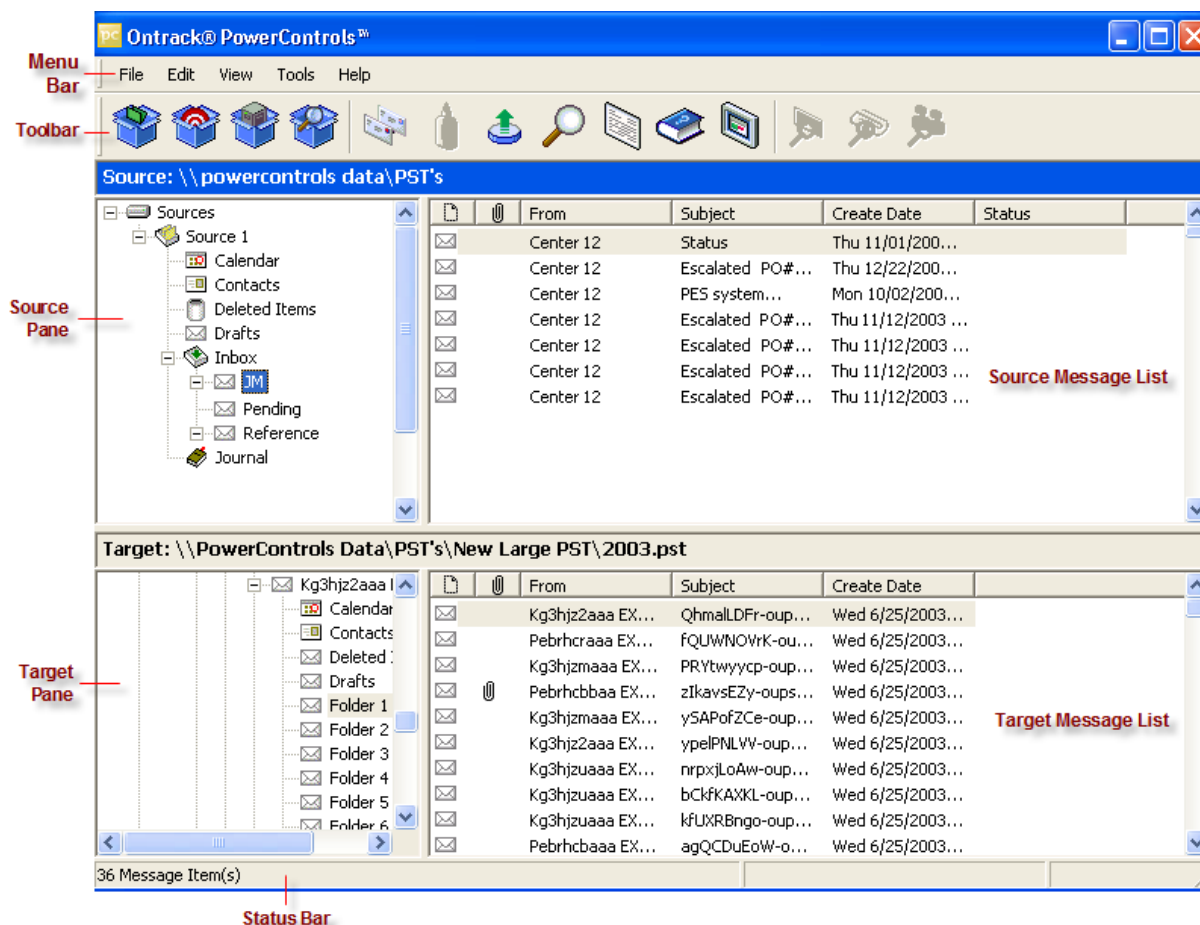 pc Ontrack® PowerControls™
Menu Bar
File Edit View Tools Help
Toolbar
Source: \\powercontrols data\PST's
Source Pane
Sources
Source 1
Calendar
Contacts
Deleted Items
Drafts
Inbox
JM
Pending
Reference
Journal
From Subject Create Date Status
Center 12 Status Thu 11/01/200...
Center 12 Escalated PO#... Thu 12/22/200...
Center 12 PES system... Mon 10/02/200...
Center 12 Escalated PO#... Thu 11/12/2003 ...
Center 12 Escalated PO#... Thu 11/12/2003 ...
Center 12 Escalated PO#... Thu 11/12/2003 ...
Center 12 Escalated PO#... Thu 11/12/2003 ...
Source Message List
Target: \\PowerControls Data\PST's\New Large PST\2003.pst
Target Pane
Kg3hjz2aaa
Calendar
Contacts
Deleted
Drafts
Folder 1
Folder 2
Folder 3
Folder 4
Folder 5
Folder 6
From Subject Create Date
Kg3hjz2aaa EX... QhmalLDFr-oup... Wed 6/25/2003...
Pebrhcraaa EX... fQUWNOVrK-ou... Wed 6/25/2003...
Kg3hjzmaaa EX... PRYtwyycp-oup... Wed 6/25/2003...
Pebrhcbbaa EX... zIkavsEZy-oups... Wed 6/25/2003...
Kg3hjzmaaa EX... ySAPofZCe-oup... Wed 6/25/2003...
Kg3hjz2aaa EX... ypelPNLVV-oup... Wed 6/25/2003...
Kg3hjzuaaa EX... nrpxjLoAw-oup... Wed 6/25/2003...
Kg3hjzuaaa EX... bCkfKAXKL-oup... Wed 6/25/2003...
Kg3hjzuaaa EX... kfUXRBngo-oup... Wed 6/25/2003...
Pebrhcbaaa EX... agQCDuEoW-o... Wed 6/25/2003...
Target Message List
36 Message Item(s)
Status Bar